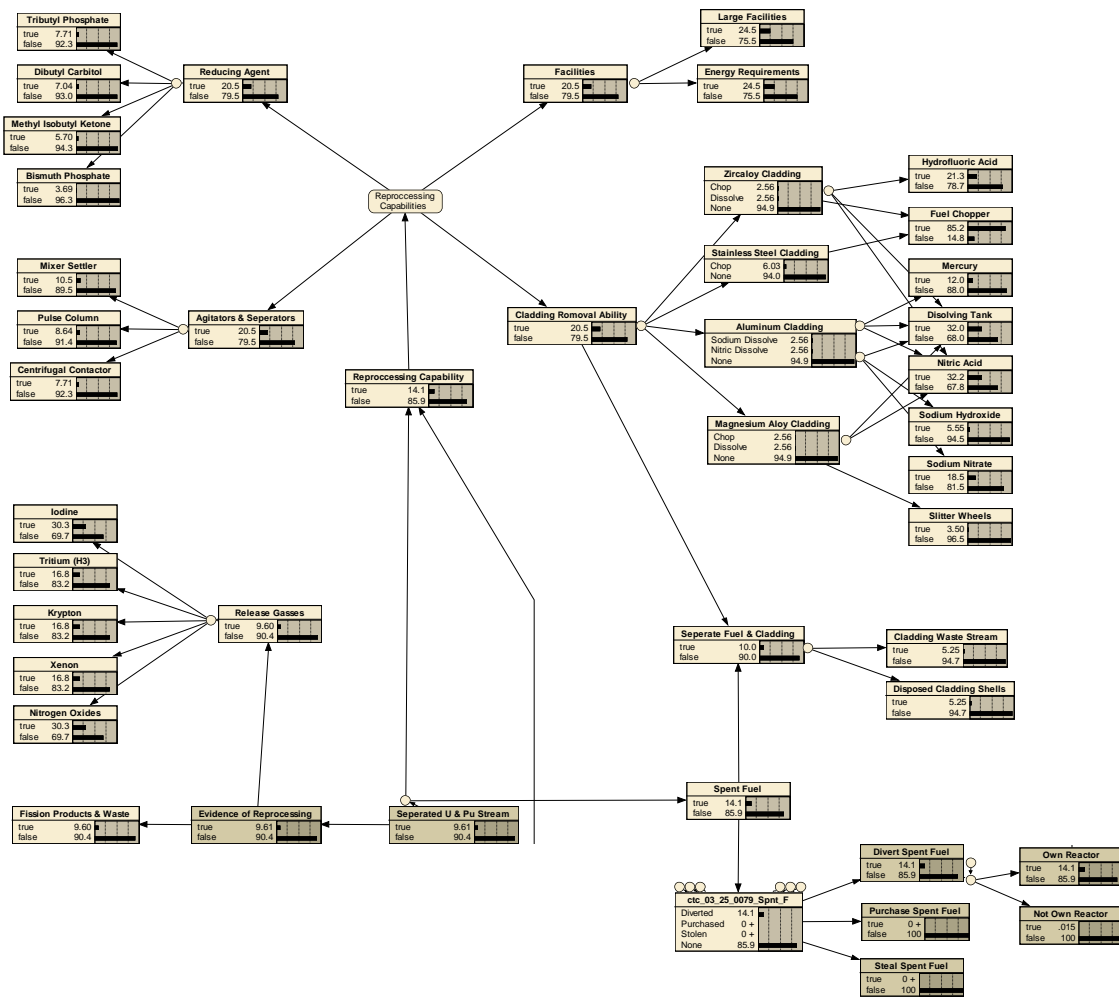 Tributyl Phosphate
true 7.71
false 92.3
Dibutyl Carbitol
true 7.04
false 93.0
Methyl Isobutyl Ketone
true 5.70
false 94.3
Bismuth Phosphate
true 3.69
false 96.3
Reducing Agent
true 20.5
false 79.5
Facilities
true 20.5
false 79.5
Large Facilities
true 24.5
false 75.5
Energy Requirements
true 24.5
false 75.5
Reproccessing
Capabilities
Mixer Settler
true 10.5
false 89.5
Pulse Column
true 8.64
false 91.4
Centrifugal Contactor
true 7.71
false 92.3
Agitators & Seperators
true 20.5
false 79.5
Reproccessing Capability
true 14.1
false 85.9
Cladding Romoval Ability
true 20.5
false 79.5
Zircaloy Cladding
Chop 2.56
Dissolve 2.56
None 94.9
Stainless Steel Cladding
Chop 6.03
None 94.0
Aluminum Cladding
Sodium Dissolve 2.56
Nitric Dissolve 2.56
None 94.9
Magnesium Aloy Cladding
Chop 2.56
Dissolve 2.56
None 94.9
Hydrofluoric Acid
true 21.3
false 78.7
Fuel Chopper
true 85.2
false 14.8
Mercury
true 12.0
false 88.0
Disolving Tank
true 32.0
false 68.0
Nitric Acid
true 32.2
false 67.8
Sodium Hydroxide
true 5.55
false 94.5
Sodium Nitrate
true 18.5
false 81.5
Slitter Wheels
true 3.50
false 96.5
Iodine
true 30.3
false 69.7
Tritium (H3)
true 16.8
false 83.2
Krypton
true 16.8
false 83.2
Xenon
true 16.8
false 83.2
Nitrogen Oxides
true 30.3
false 69.7
Release Gasses
true 9.60
false 90.4
Seperate Fuel & Cladding
true 10.0
false 90.0
Cladding Waste Stream
true 5.25
false 94.7
Disposed Cladding Shells
true 5.25
false 94.7
Fission Products & Waste
true 9.60
false 90.4
Evidence of Reprocessing
true 9.61
false 90.4
Seperated U & Pu Stream
true 9.61
false 90.4
Spent Fuel
true 14.1
false 85.9
ctc_03_25_0079_Spnt_F
Diverted 14.1
Purchased 0 +
Stolen 0 +
None 85.9
Divert Spent Fuel
true 14.1
false 85.9
Purchase Spent Fuel
true 0 +
false 100
Steal Spent Fuel
true 0 +
false 100
Own Reactor
true 14.1
false 85.9
Not Own Reactor
true .015
false 100